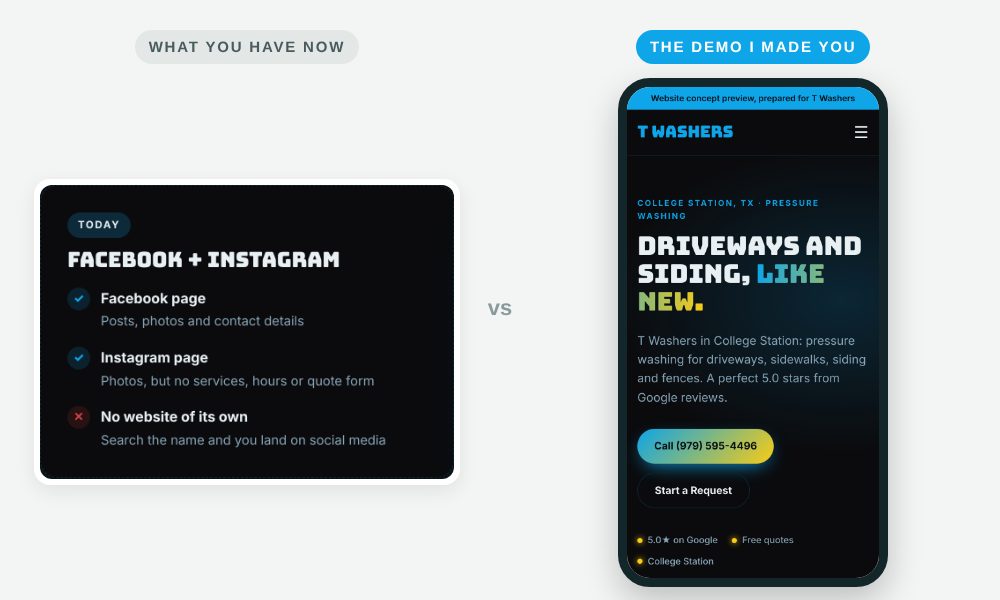 WHAT YOU HAVE NOW
TODAY
FACEBOOK + INSTAGRAM
Facebook page
Posts, photos and contact details
Instagram page
Photos, but no services, hours or quote form
No website of its own
Search the name and you land on social media
vs
THE DEMO I MADE YOU
Website concept preview, prepared for T Washers
T WASHERS
COLLEGE STATION, TX · PRESSURE
WASHING
DRIVEWAYS AND
SIDING, LIKE
NEW.
T Washers in College Station: pressure
washing for driveways, sidewalks, siding
and fences. A perfect 5.0 stars from
Google reviews.
Call (979) 595-4496
Start a Request
5.0★ on Google
Free quotes
College Station